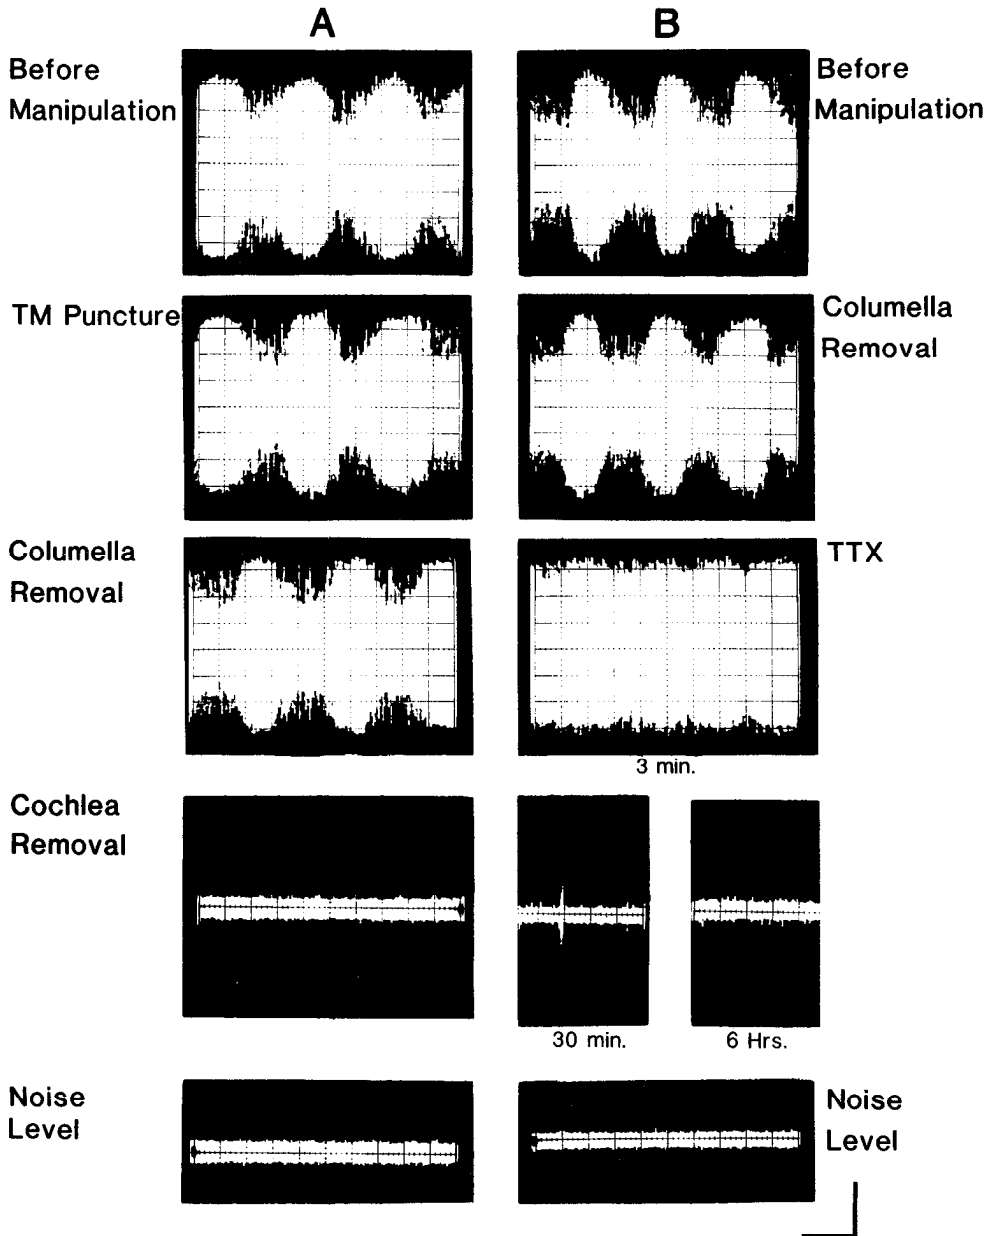 A
B
Before
Manipulation
Before
Manipulation
TM Puncture
Columella
Removal
Columella
Removal
TTX
3 min.
Cochlea
Removal
30 min.
6 Hrs.
Noise
Level
Noise
Level